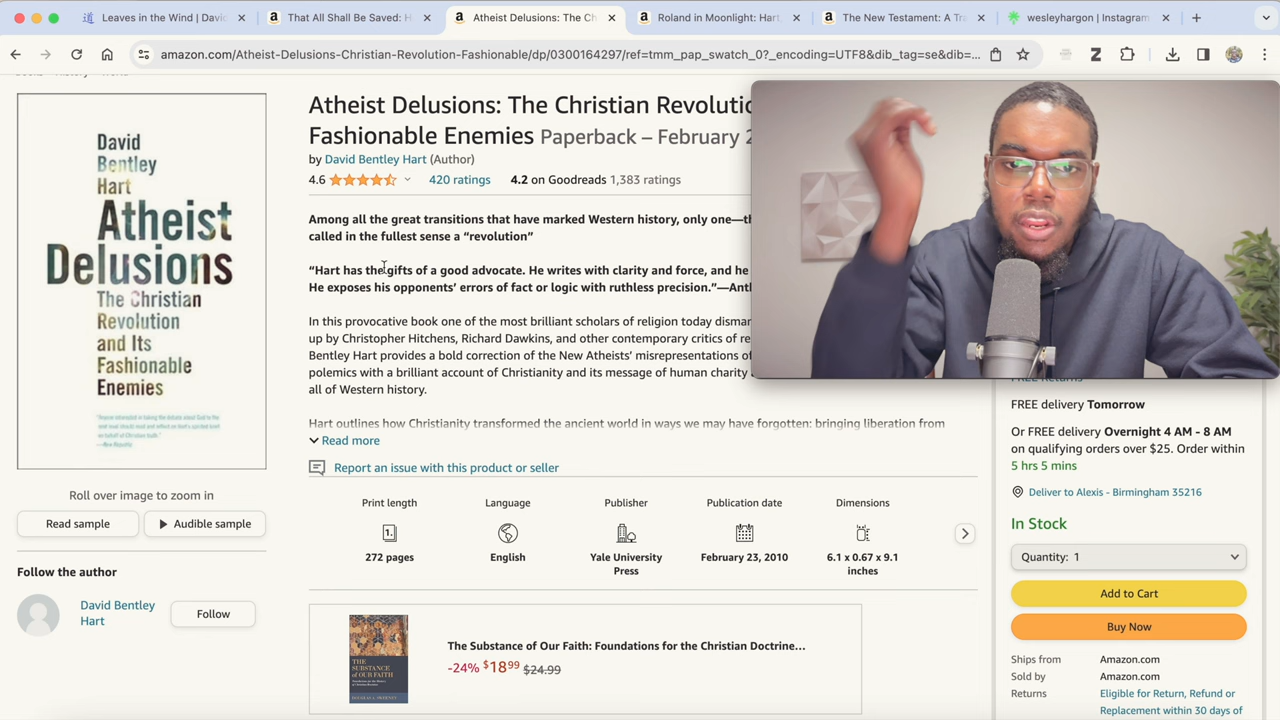 Leaves in the Wind | Davi
That All Shall Be Saved: H
Atheist Delusions: The Ch
Roland in Moonlight: Hart,
The New Testament: A Tra
wesleyhargon | Instagram
amazon.com/Atheist-Delusions-Christian-Revolution-Fashionable/dp/0300164297/ref=tmm_pap_swatch_0?_encoding=UTF8&dib_tag=se&dib=...
David
Bentley
Hart
Atheist
Delusions
The Christian
Revolution
and Its
Fashionable
Enemies
Roll over image to zoom in
Read sample
Audible sample
Follow the author
David Bentley
Hart
Follow
Atheist Delusions: The Christian Revolutio
Fashionable Enemies Paperback – February 2
by David Bentley Hart (Author)
4.6 420 ratings 4.2 on Goodreads 1,383 ratings
Among all the great transitions that have marked Western history, only one—th
called in the fullest sense a “revolution”
“Hart has the gifts of a good advocate. He writes with clarity and force, and he
He exposes his opponents’ errors of fact or logic with ruthless precision.”—Anth
In this provocative book one of the most brilliant scholars of religion today disman
up by Christopher Hitchens, Richard Dawkins, and other contemporary critics of re
Bentley Hart provides a bold correction of the New Atheists’ misrepresentations of
polemics with a brilliant account of Christianity and its message of human charity a
all of Western history.
Hart outlines how Christianity transformed the ancient world in ways we may have forgotten: bringing liberation from
Read more
Report an issue with this product or seller
Print length
272 pages
Language
English
Publisher
Yale University
Press
Publication date
February 23, 2010
Dimensions
6.1 x 0.67 x 9.1
inches
THE
SUBSTANCE
of OUR FAITH
The Substance of Our Faith: Foundations for the Christian Doctrine...
-24% $18.99 $24.99
FREE Returns
FREE delivery Tomorrow
Or FREE delivery Overnight 4 AM - 8 AM
on qualifying orders over $25. Order within
5 hrs 5 mins
Deliver to Alexis - Birmingham 35216
In Stock
Quantity: 1
Add to Cart
Buy Now
Ships from Amazon.com
Sold by Amazon.com
Returns Eligible for Return, Refund or
Replacement within 30 days of